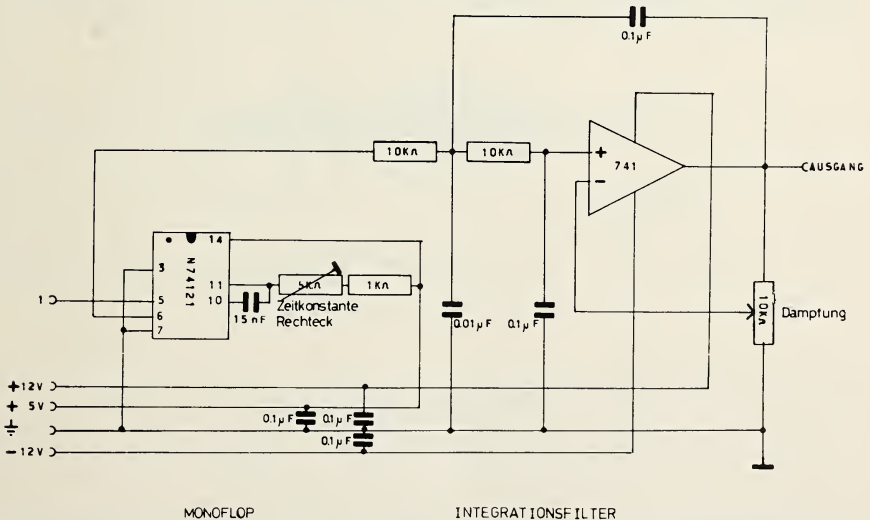 0.1µF
10KΩ
10KΩ
+
741
−
CAUSGANG
14
3
N74121
11
5KΩ
1KΩ
1
5
10
6
15nF
Zeitkonstante
Rechteck
7
0.01µF
0.1µF
10KΩ
Dampfung
+12V
+ 5V
0.1µF
0.1µF
0.1µF
−12V
MONOFLOP
INTEGRATIONSFILTER